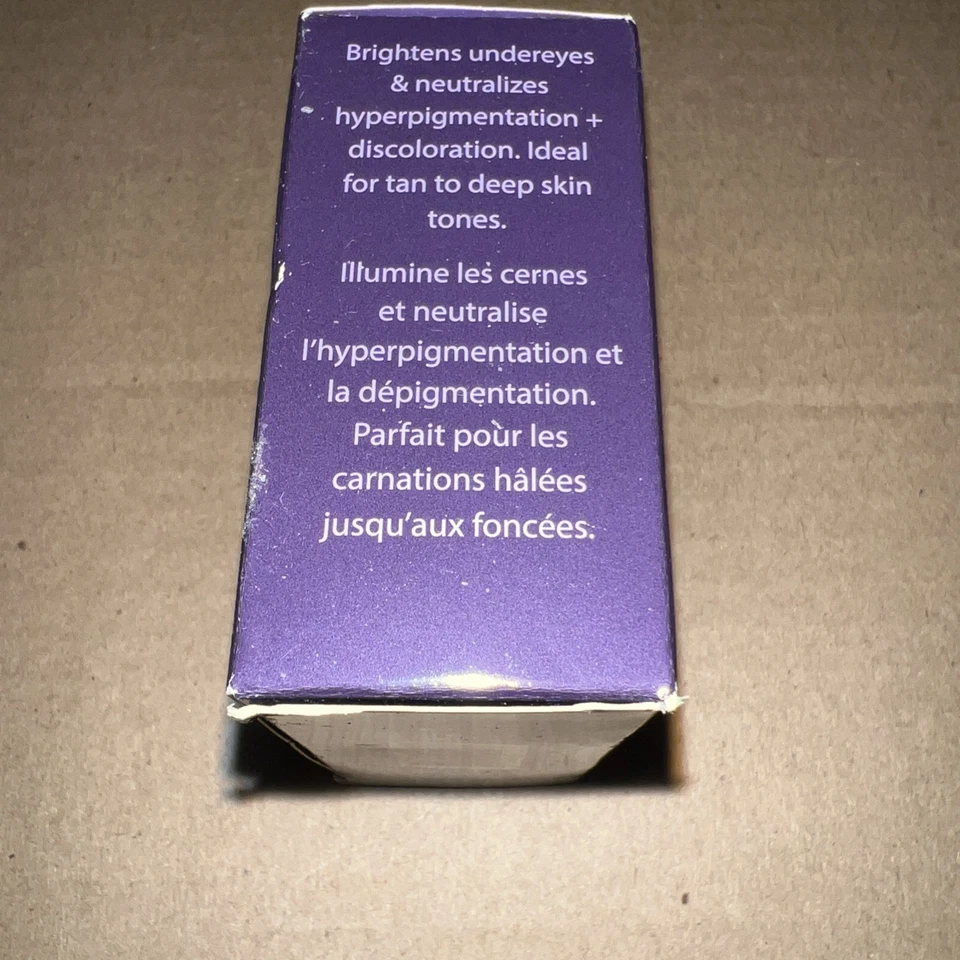 Brightens undereyes
& neutralizes
hyperpigmentation +
discoloration. Ideal
for tan to deep skin
tones.
Illumine les cernes
et neutralise
l'hyperpigmentation et
la dépigmentation.
Parfait pour les
carnations hâlées
jusqu'aux foncées.